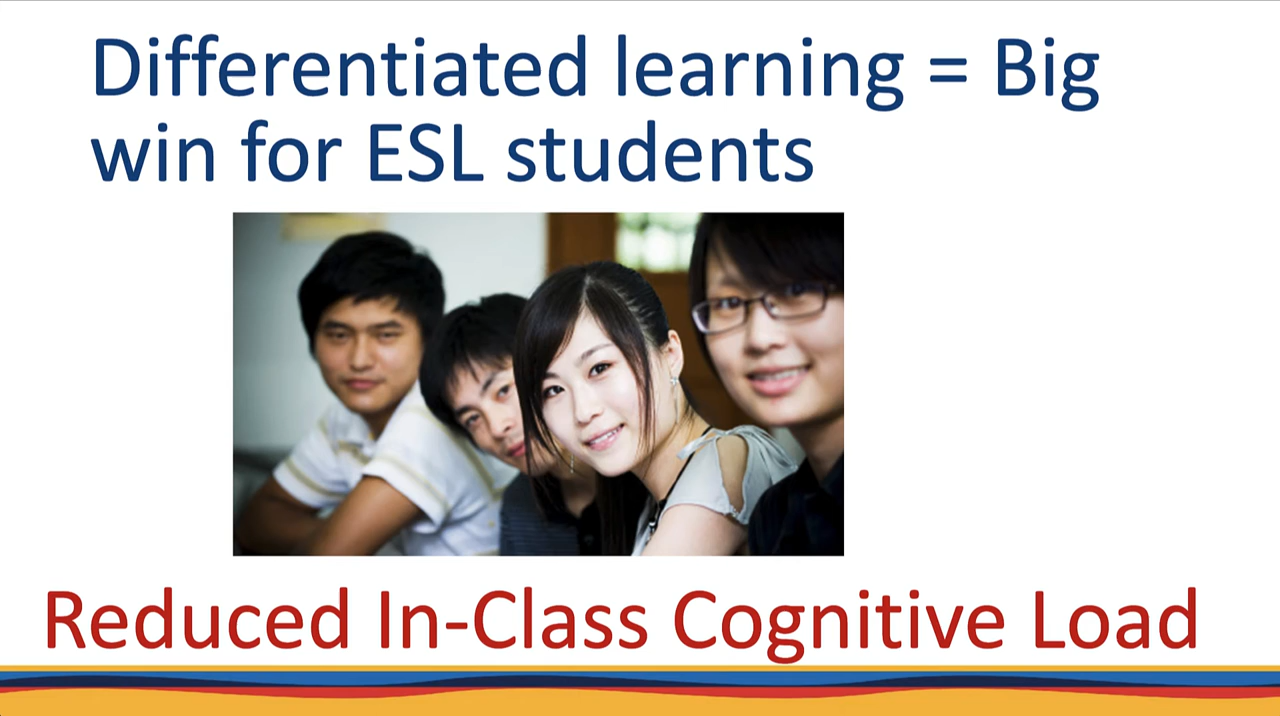 Differentiated learning = Big
win for ESL students
Reduced In-Class Cognitive Load